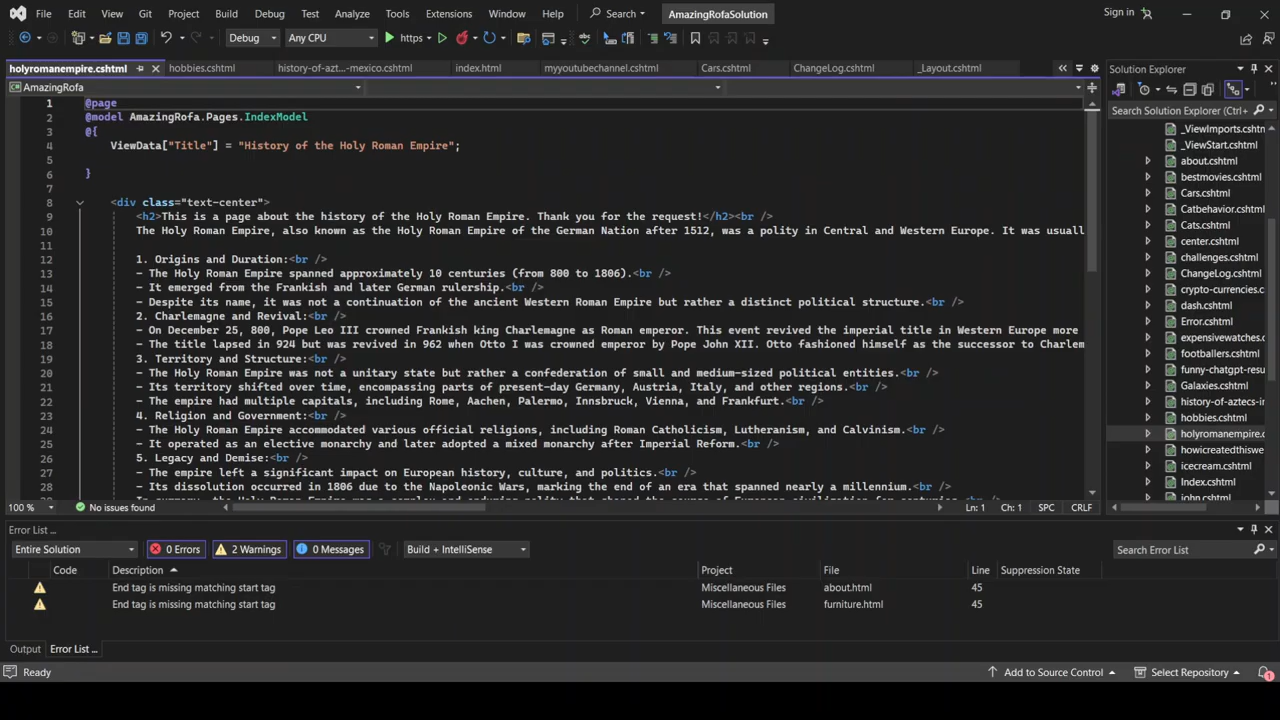 File Edit View Git Project Build Debug Test Analyze Tools Extensions Window Help Search AmazingRofaSolution Sign in
Debug Any CPU https
holyromanempire.cshtml hobbies.cshtml history-of-azt...-mexico.cshtml index.html myyoutubechannel.cshtml Cars.cshtml ChangeLog.cshtml _Layout.cshtml
AmazingRofa
1 @page
2 @model AmazingRofa.Pages.IndexModel
3 @{
4 ViewData["Title"] = "History of the Holy Roman Empire";
5
6 }
7
8 <div class="text-center">
9 <h2>This is a page about the history of the Holy Roman Empire. Thank you for the request!</h2><br />
10 The Holy Roman Empire, also known as the Holy Roman Empire of the German Nation after 1512, was a polity in Central and Western Europe. It was usuall
11
12 1. Origins and Duration:<br />
13 - The Holy Roman Empire spanned approximately 10 centuries (from 800 to 1806).<br />
14 - It emerged from the Frankish and later German rulership.<br />
15 - Despite its name, it was not a continuation of the ancient Western Roman Empire but rather a distinct political structure.<br />
16 2. Charlemagne and Revival:<br />
17 - On December 25, 800, Pope Leo III crowned Frankish king Charlemagne as Roman emperor. This event revived the imperial title in Western Europe more
18 - The title lapsed in 924 but was revived in 962 when Otto I was crowned emperor by Pope John XII. Otto fashioned himself as the successor to Charlem
19 3. Territory and Structure:<br />
20 - The Holy Roman Empire was not a unitary state but rather a confederation of small and medium-sized political entities.<br />
21 - Its territory shifted over time, encompassing parts of present-day Germany, Austria, Italy, and other regions.<br />
22 - The empire had multiple capitals, including Rome, Aachen, Palermo, Innsbruck, Vienna, and Frankfurt.<br />
23 4. Religion and Government:<br />
24 - The Holy Roman Empire accommodated various official religions, including Roman Catholicism, Lutheranism, and Calvinism.<br />
25 - It operated as an elective monarchy and later adopted a mixed monarchy after Imperial Reform.<br />
26 5. Legacy and Demise:<br />
27 - The empire left a significant impact on European history, culture, and politics.<br />
28 - Its dissolution occurred in 1806 due to the Napoleonic Wars, marking the end of an era that spanned nearly a millennium.<br />
100 % No issues found Ln: 1 Ch: 1 SPC CRLF
Solution Explorer
Search Solution Explorer (Ctrl+
_ViewImports.cshtm
_ViewStart.cshtml
about.cshtml
bestmovies.cshtml
Cars.cshtml
Catbehavior.cshtml
Cats.cshtml
center.cshtml
challenges.cshtml
ChangeLog.cshtml
crypto-currencies.
dash.cshtml
Error.cshtml
expensivewatches.c
footballers.cshtml
funny-chatgpt-resu
Galaxies.cshtml
history-of-aztecs-i
hobbies.cshtml
holyromanempire.c
howicreatedthiswe
icecream.cshtml
Index.cshtml
john.cshtml
Error List ...
Entire Solution 0 Errors 2 Warnings 0 Messages Build + IntelliSense Search Error List
Code Description Project File Line Suppression State
End tag is missing matching start tag Miscellaneous Files about.html 45
End tag is missing matching start tag Miscellaneous Files furniture.html 45
Output Error List ...
Ready Add to Source Control Select Repository 1